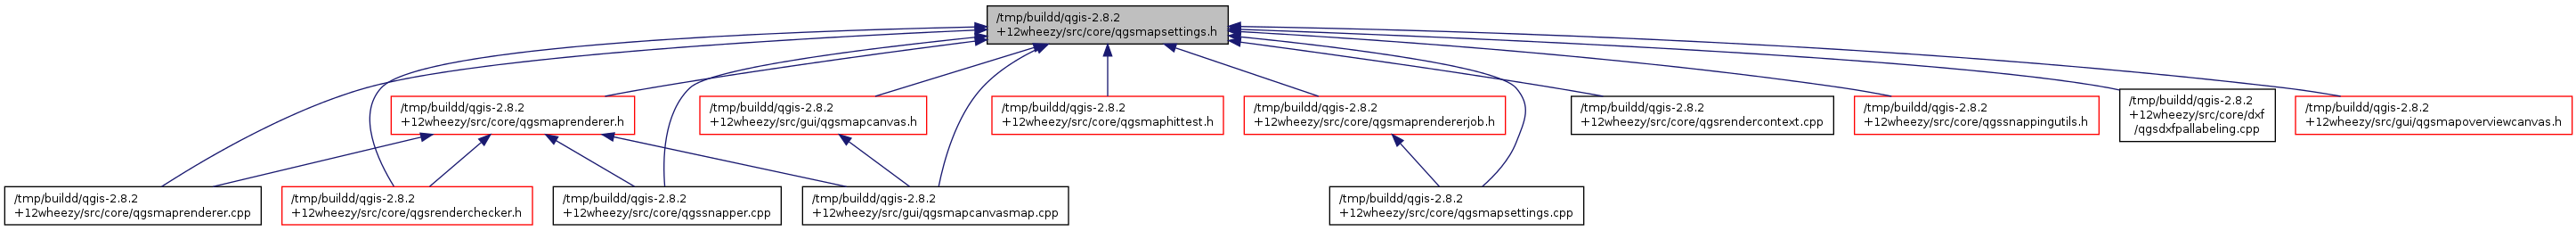 /tmp/buildd/qgis-2.8.2
+12wheezy/src/core/qgsmapsettings.h
/tmp/buildd/qgis-2.8.2
+12wheezy/src/core/qgsmaprenderer.h
/tmp/buildd/qgis-2.8.2
+12wheezy/src/gui/qgsmapcanvas.h
/tmp/buildd/qgis-2.8.2
+12wheezy/src/core/qgsmaphittest.h
/tmp/buildd/qgis-2.8.2
+12wheezy/src/core/qgsmaprendererjob.h
/tmp/buildd/qgis-2.8.2
+12wheezy/src/core/qgsrendercontext.cpp
/tmp/buildd/qgis-2.8.2
+12wheezy/src/core/qgssnappingutils.h
/tmp/buildd/qgis-2.8.2
+12wheezy/src/core/dxf
/qgsdxfpallabeling.cpp
/tmp/buildd/qgis-2.8.2
+12wheezy/src/gui/qgsmapoverviewcanvas.h
/tmp/buildd/qgis-2.8.2
+12wheezy/src/core/qgsmaprenderer.cpp
/tmp/buildd/qgis-2.8.2
+12wheezy/src/core/qgsrenderchecker.h
/tmp/buildd/qgis-2.8.2
+12wheezy/src/core/qgssnapper.cpp
/tmp/buildd/qgis-2.8.2
+12wheezy/src/gui/qgsmapcanvasmap.cpp
/tmp/buildd/qgis-2.8.2
+12wheezy/src/core/qgsmapsettings.cpp